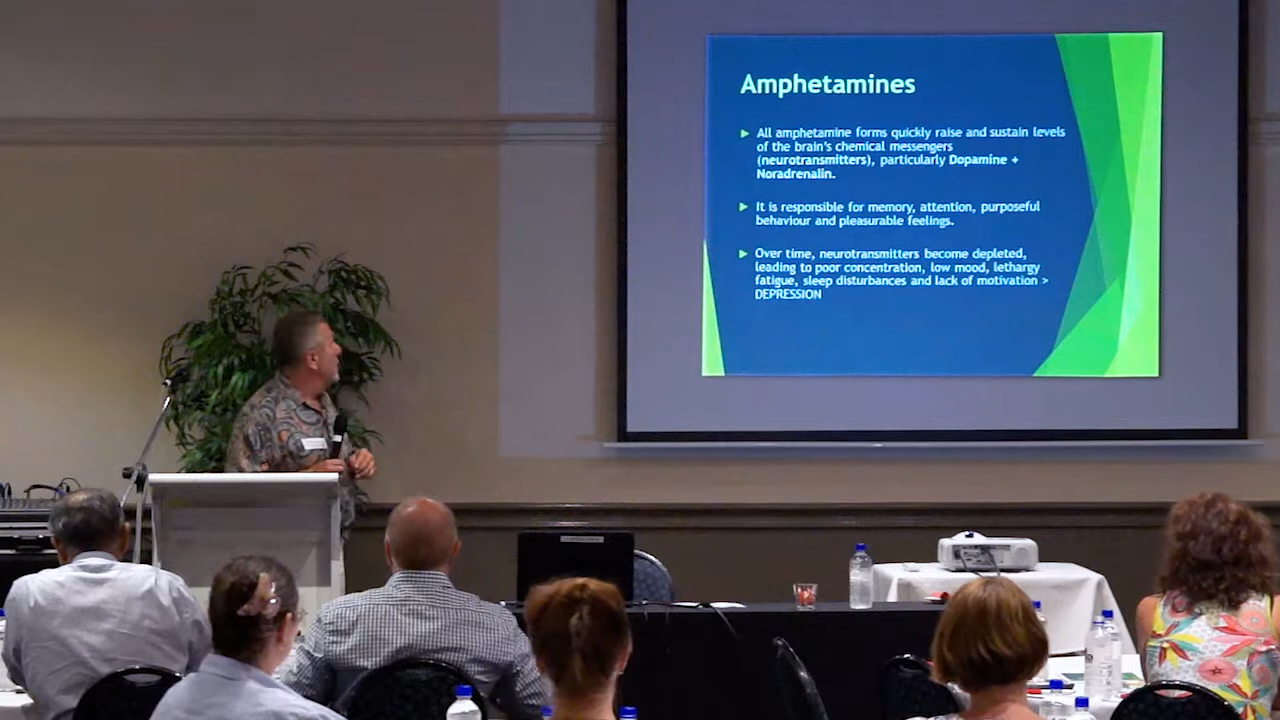 Amphetamines
All amphetamine forms quickly raise and sustain levels
of the brain's chemical messengers
(neurotransmitters), particularly Dopamine +
Noradrenalin.
It is responsible for memory, attention, purposeful
behaviour and pleasurable feelings.
Over time, neurotransmitters become depleted,
leading to poor concentration, low mood, lethargy
fatigue, sleep disturbances and lack of motivation >
DEPRESSION